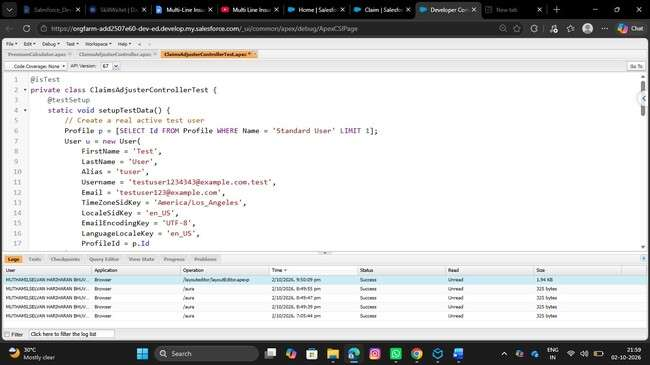 Salesforce_Dev
SkillWallet | D
Multi-Line Insu
Multi Line Insu
Home | Salesfo
Claim | Salesfo
Developer Co
New tab
https://orgfarm-add2507e60-dev-ed.develop.my.salesforce.com/_ui/common/apex/debug/ApexCSIPage
Chat
File Edit Debug Test Workspace Help < >
PremiumCalculator.apxc ClaimsAdjusterController.apxc ClaimsAdjusterControllerTest.apxc *
Code Coverage: None API Version: 67 Go To
1 @isTest
2 private class ClaimsAdjusterControllerTest {
3 @testSetup
4 static void setupTestData() {
5 // Create a real active test user
6 Profile p = [SELECT Id FROM Profile WHERE Name = 'Standard User' LIMIT 1];
7 User u = new User(
8 FirstName = 'Test',
9 LastName = 'User',
10 Alias = 'tuser',
11 Username = 'testuser1234343@example.com.test',
12 Email = 'testuser123@example.com',
13 TimeZoneSidKey = 'America/Los_Angeles',
14 LocaleSidKey = 'en_US',
15 EmailEncodingKey = 'UTF-8',
16 LanguageLocaleKey = 'en_US',
17 ProfileId = p.Id
Logs Tests Checkpoints Query Editor View State Progress Problems
User Application Operation Time Status Read Size
MUTHAMILSELVAN HARIHARAN BHUV... Browser /layouteditor/layoutEditor.apexp 2/10/2026, 9:50:09 pm Success Unread 1.94 KB
MUTHAMILSELVAN HARIHARAN BHUV... Browser /aura 2/10/2026, 8:49:55 pm Success Unread 325 bytes
MUTHAMILSELVAN HARIHARAN BHUV... Browser /aura 2/10/2026, 8:49:47 pm Success Unread 325 bytes
MUTHAMILSELVAN HARIHARAN BHUV... Browser /aura 2/10/2026, 8:49:39 pm Success Unread 325 bytes
MUTHAMILSELVAN HARIHARAN BHUV... Browser /aura 2/10/2026, 7:05:44 pm Success Unread 325 bytes
Filter Click here to filter the log list
30°C
Mostly clear
Search
ENG
IN
21:59
02-10-2026